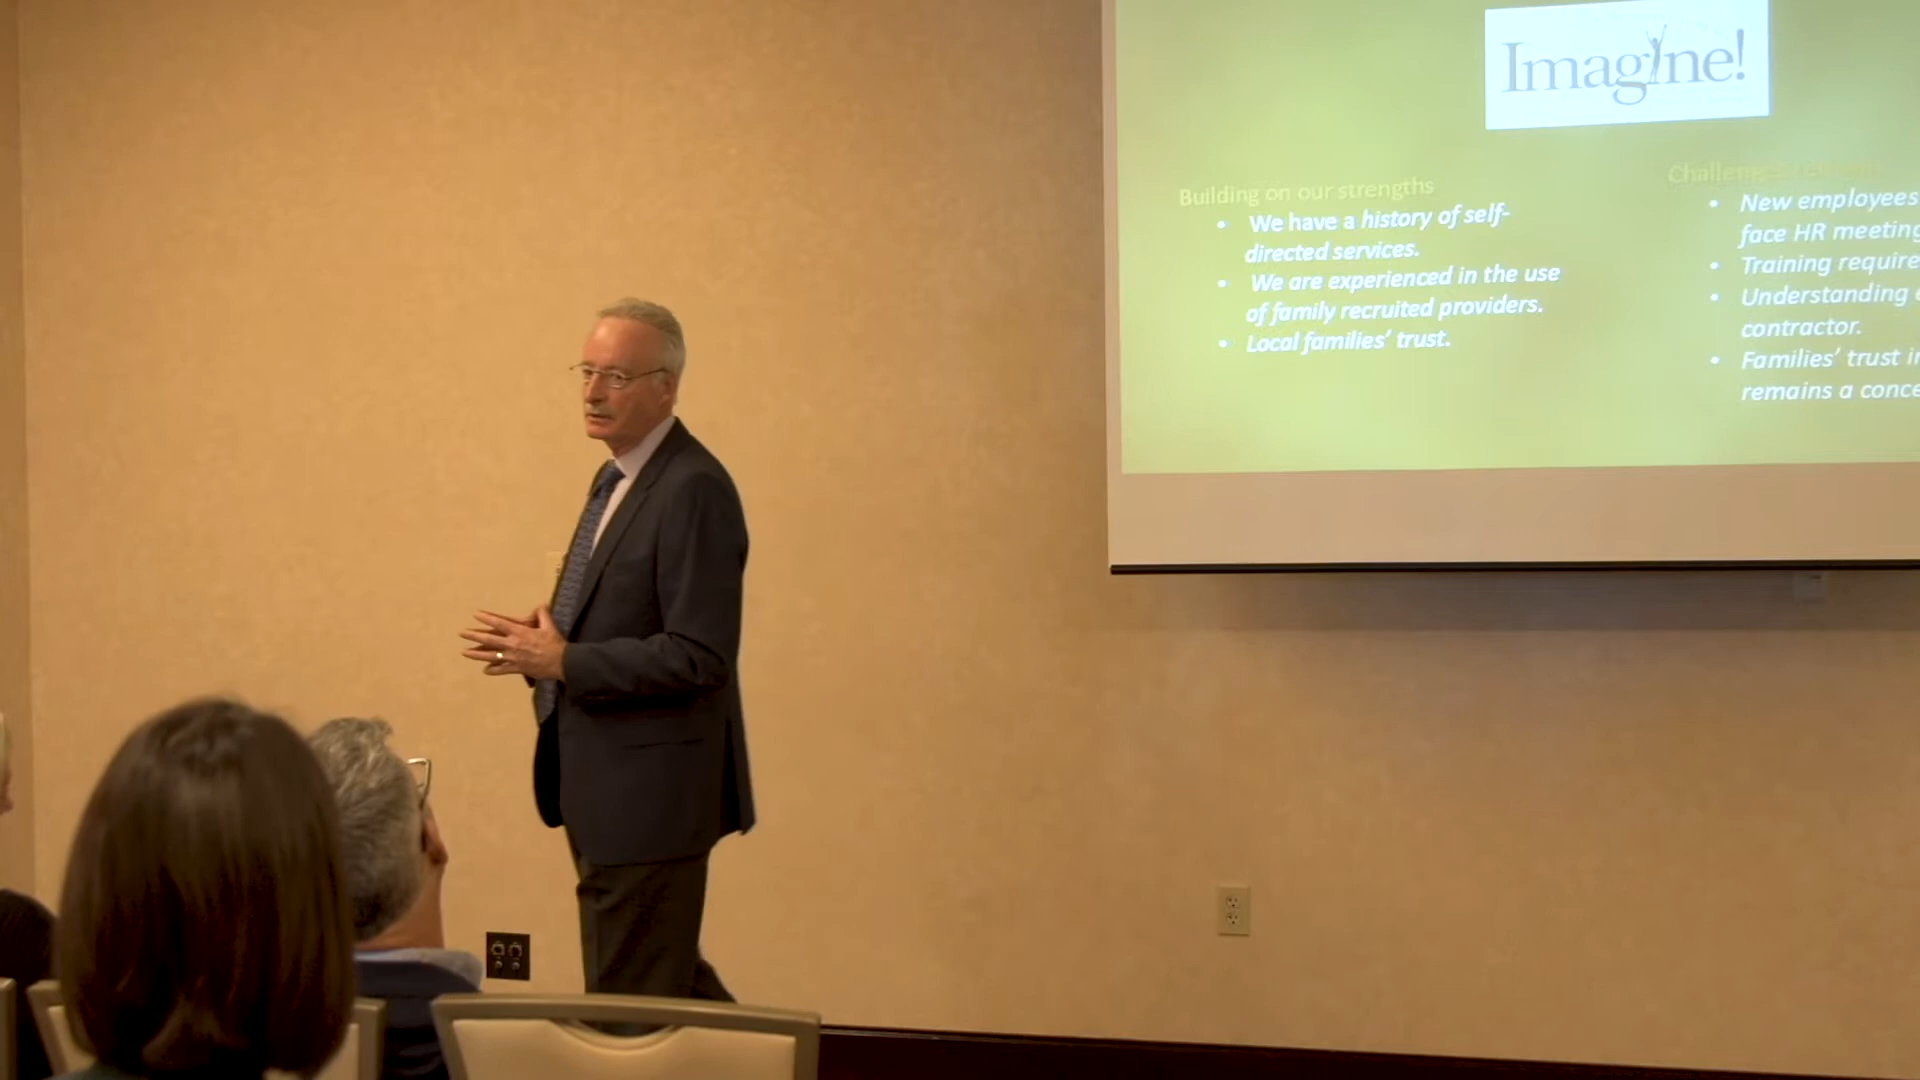 Imagine!
Building on our strengths
• We have a history of self-
directed services.
• We are experienced in the use
of family recruited providers.
• Local families’ trust.
• New employees
face HR meeting
• Training require
• Understanding
contractor.
• Families’ trust
remains a